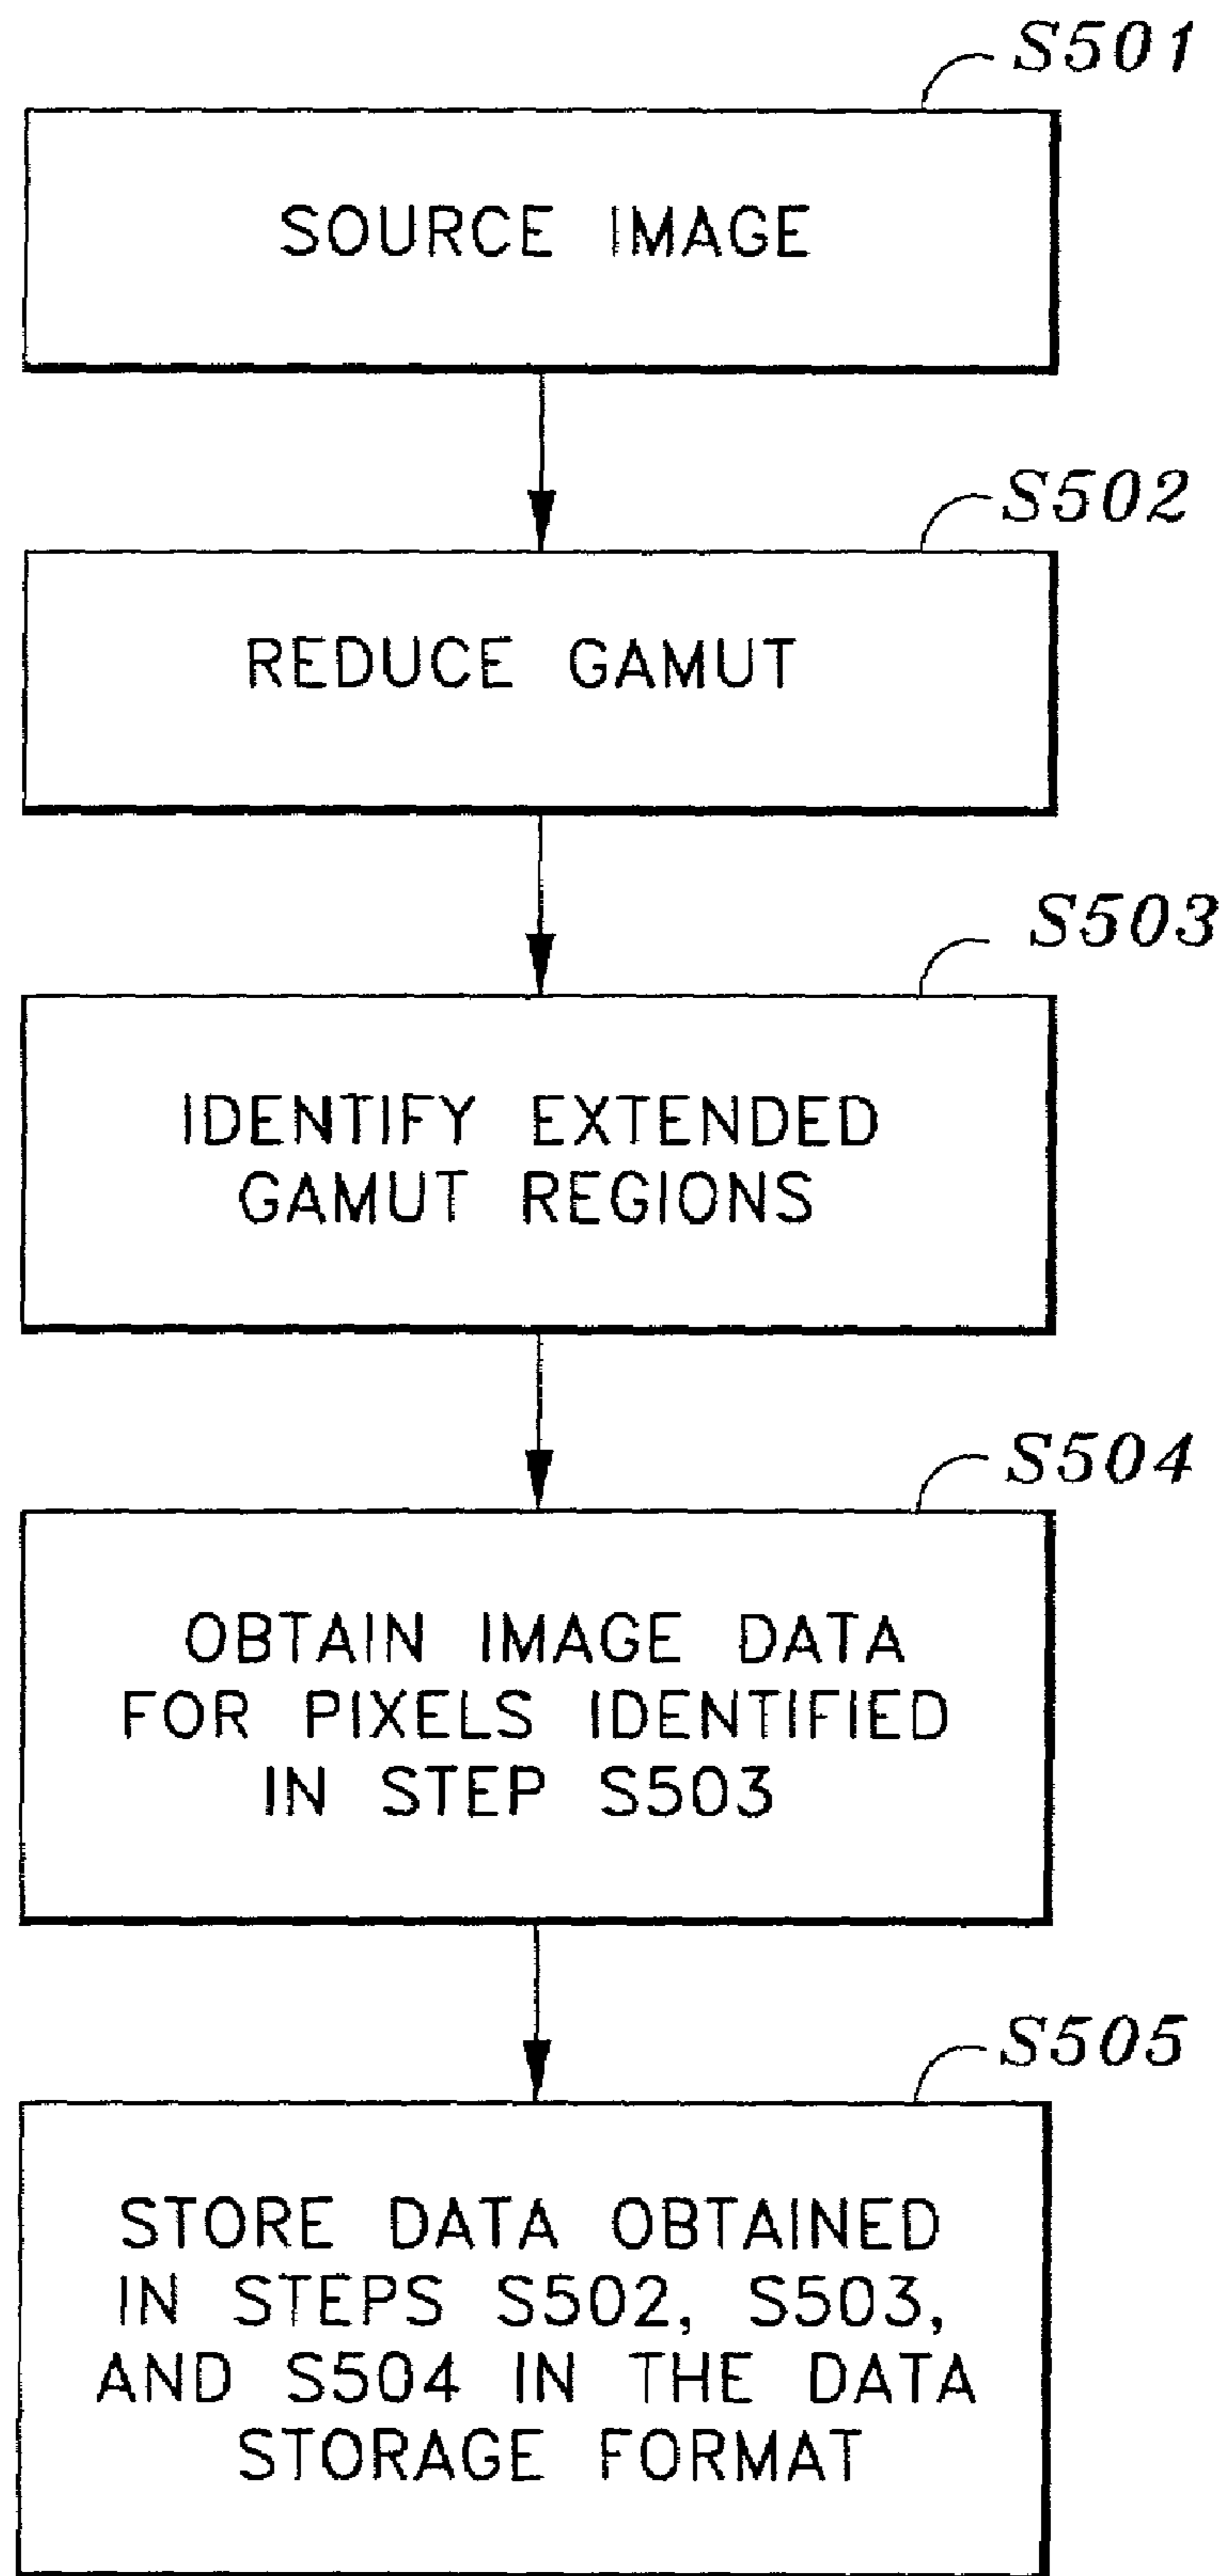 S501
SOURCE IMAGE
S502
REDUCE GAMUT
S503
IDENTIFY EXTENDED
GAMUT REGIONS
S504
OBTAIN IMAGE DATA
FOR PIXELS IDENTIFIED
IN STEP S503
S505
STORE DATA OBTAINED
IN STEPS S502, S503,
AND S504 IN THE DATA
STORAGE FORMAT